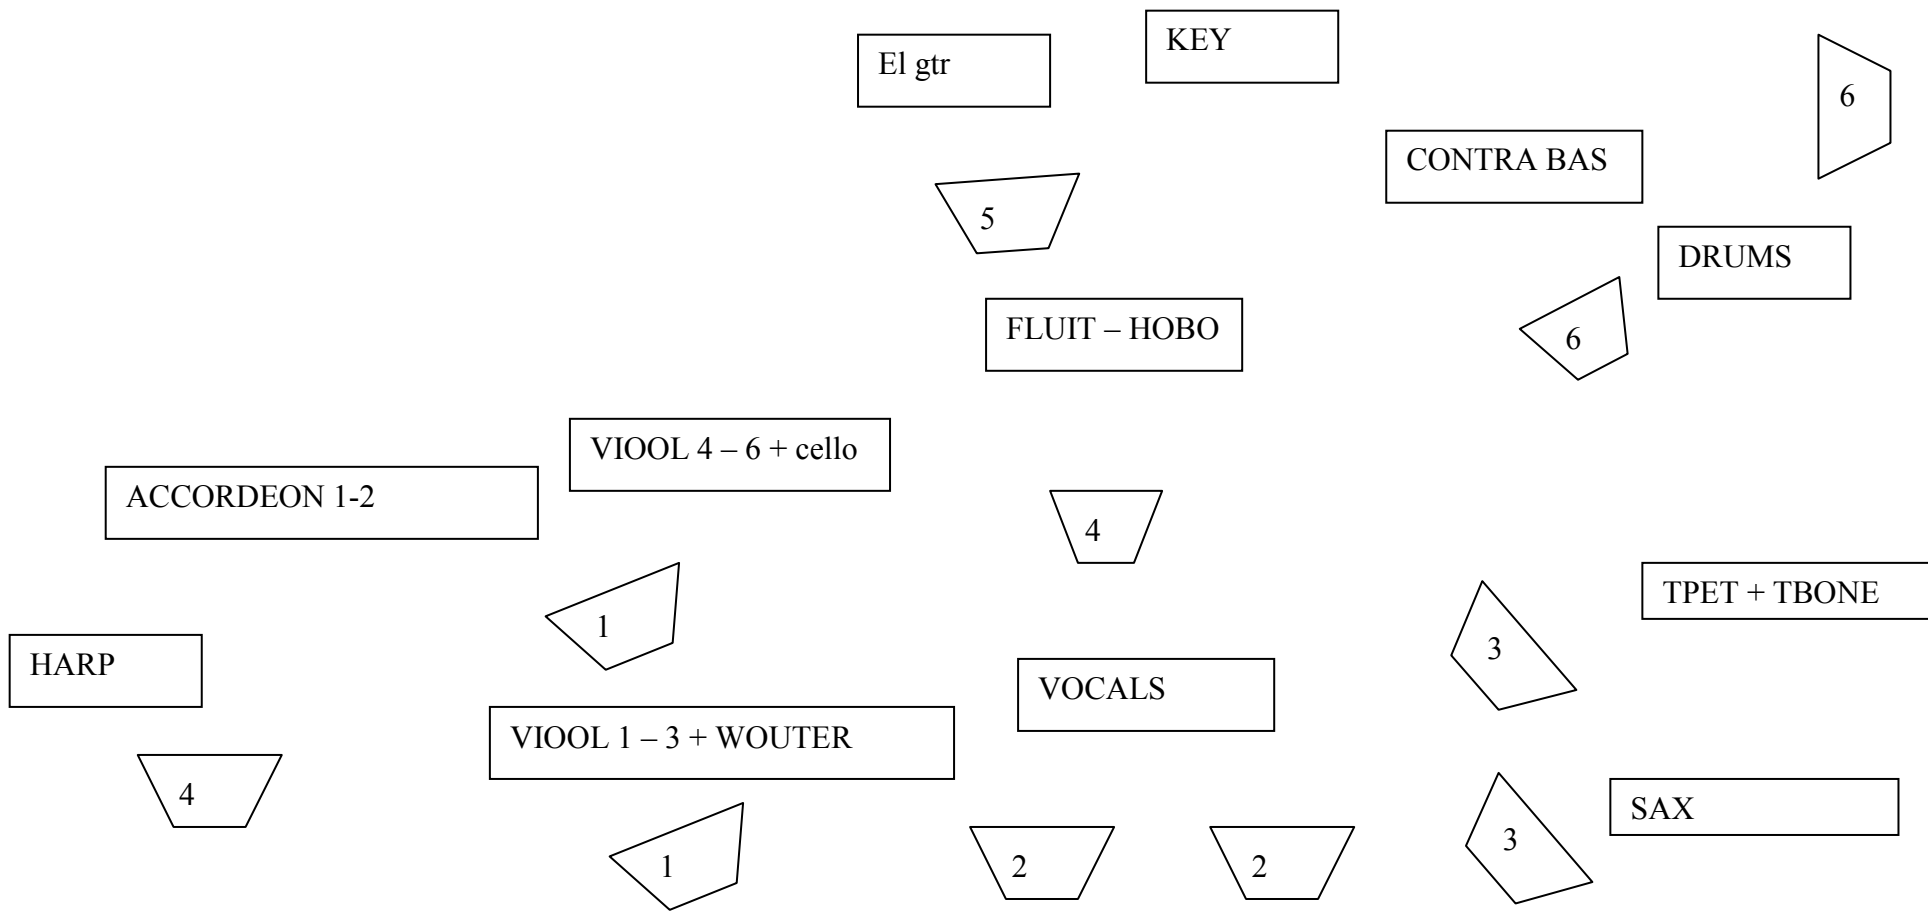 KEY
El gtr
6
CONTRA BAS
5
DRUMS
FLUIT – HOBO
6
VIOOL 4 – 6 + cello
ACCORDEON 1-2
4
TPET + TBONE
1
3
HARP
VOCALS
VIOOL 1 – 3 + WOUTER
4
SAX
3
1
2
2